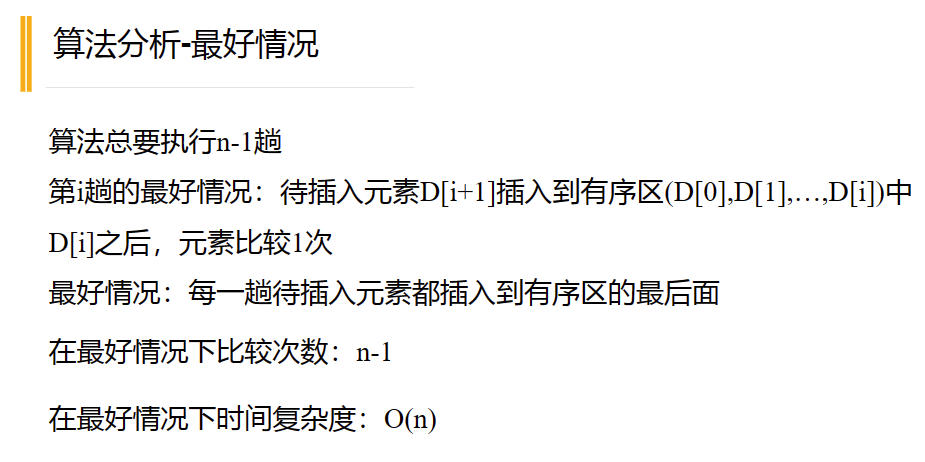 算法分析-最好情况
算法总要执行n-1趟
第i趟的最好情况：待插入元素D[i+1]插入到有序区(D[0],D[1],…,D[i])中
D[i]之后，元素比较1次
最好情况：每一趟待插入元素都插入到有序区的最后面
在最好情况下比较次数：n-1
在最好情况下时间复杂度：O(n)